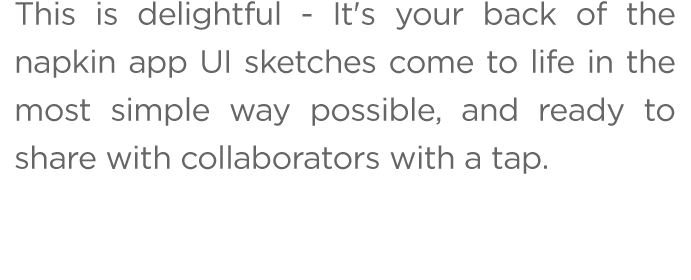 This is delightful - It's your back of the
napkin app UI sketches come to life in the
most simple way possible, and ready to
share with collaborators with a tap.